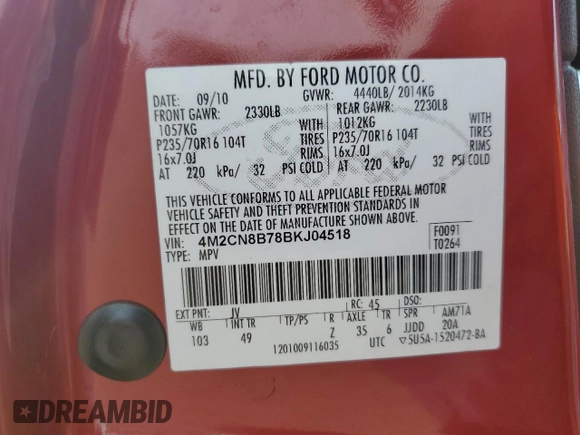 MFD. BY FORD MOTOR CO.
DATE: 09/10 GVWR: 4440LB/ 2014KG
FRONT GAWR: 2330LB REAR GAWR: 2230LB
1057KG WITH 1012KG WITH
P235/70R16 104T TIRES P235/70R16 104T TIRES
16x7.0J RIMS 16x7.0J RIMS
AT 220 kPa/ 32 PSI COLD AT 220 kPa/ 32 PSI COLD
THIS VEHICLE CONFORMS TO ALL APPLICABLE FEDERAL MOTOR
VEHICLE SAFETY AND THEFT PREVENTION STANDARDS IN
EFFECT ON THE DATE OF MANUFACTURE SHOWN ABOVE.
VIN: 4M2CN8B78BKJ04518 F0091
TYPE: MPV T0264
EXT PNT: JV RC: 45 DSO:
WB INT TR TP/PS R AXLE TR SPR AM71A
103 49 Z 35 6 JJDD 20A
1201009116035 UTC 5U5A-1520472-BA
Ford
DREAMBID